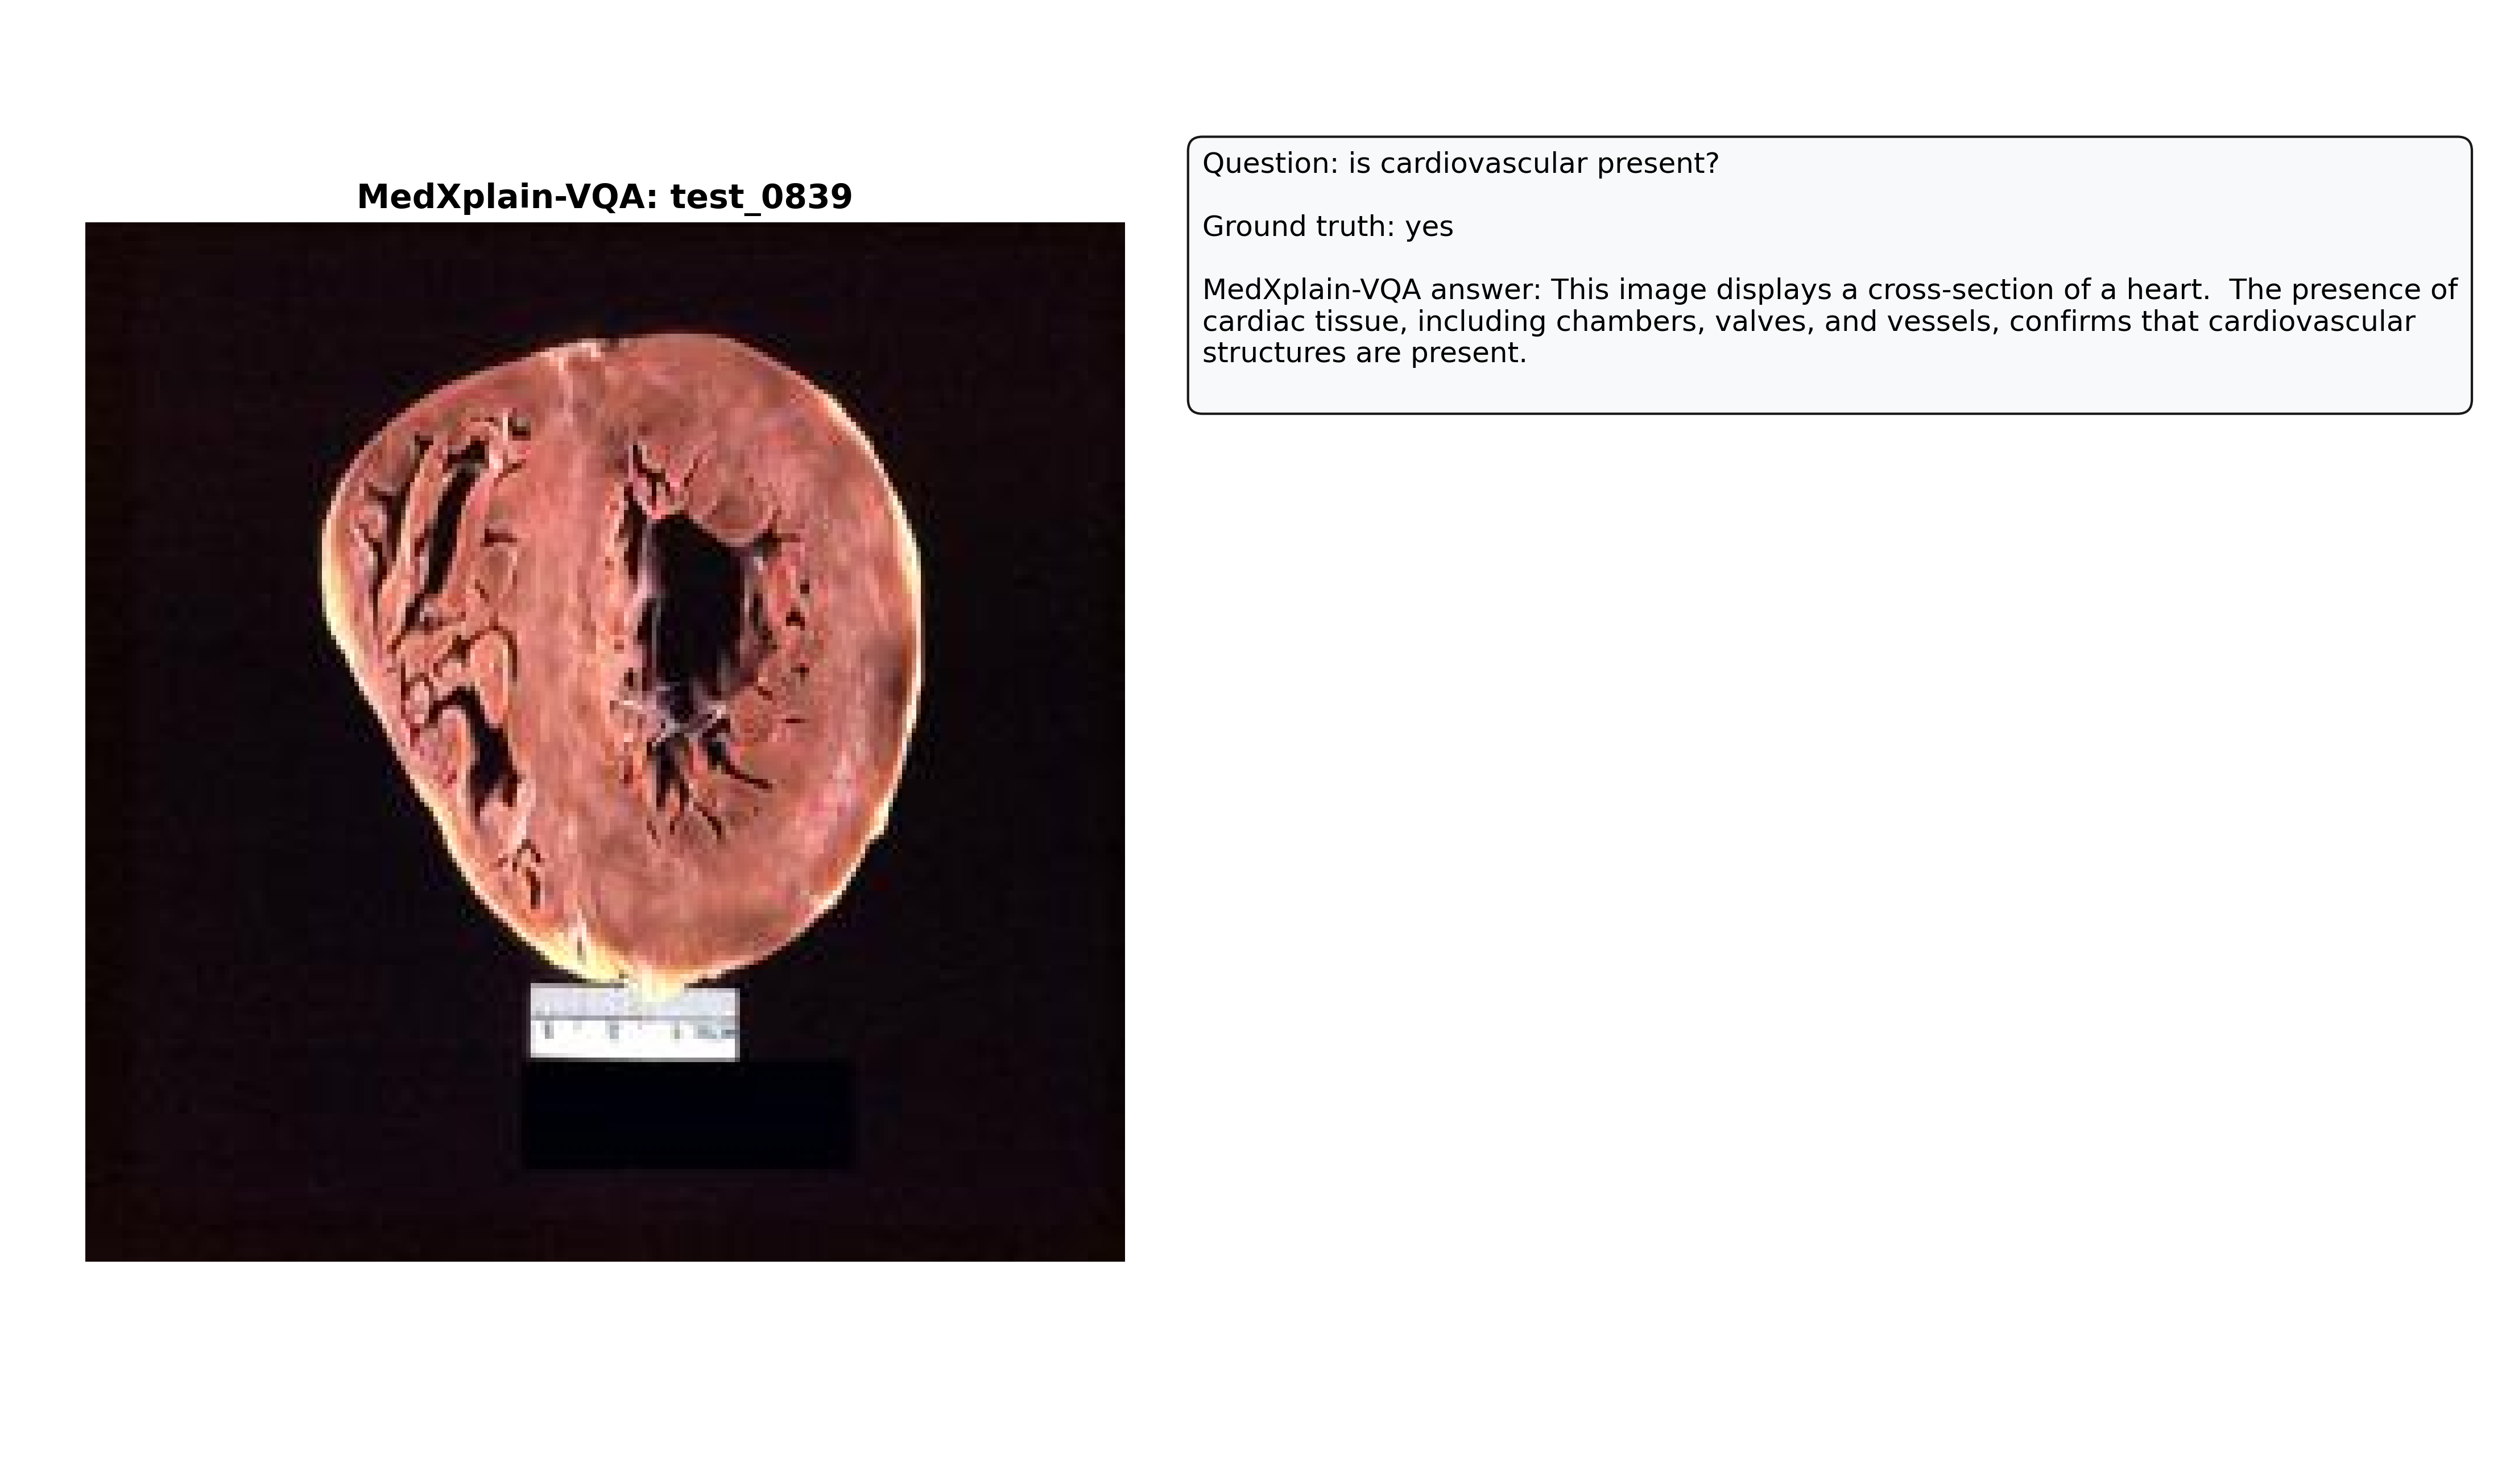 MedXplain-VQA: test_0839
Question: is cardiovascular present?
Ground truth: yes
MedXplain-VQA answer: This image displays a cross-section of a heart.  The presence of
cardiac tissue, including chambers, valves, and vessels, confirms that cardiovascular
structures are present.